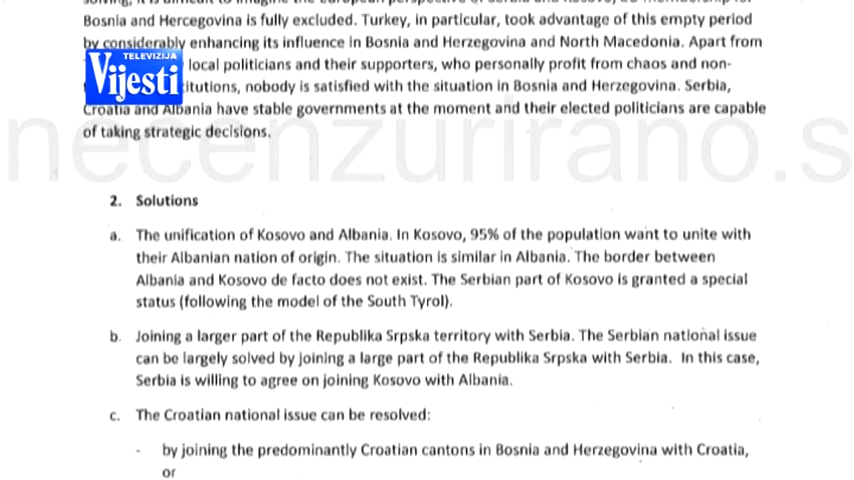 Bosnia and Hercegovina is fully excluded. Turkey, in particular, took advantage of this empty period
by considerably enhancing its influence in Bosnia and Herzegovina and North Macedonia. Apart from
TELEVIZIJA
Vijesti
local politicians and their supporters, who personally profit from chaos and non-
nobody is satisfied with the situation in Bosnia and Herzegovina. Serbia,
Croatia and Albania have stable governments at the moment and their elected politicians are capable
of taking strategic decisions.
necenzurirano.s
2. Solutions
a. The unification of Kosovo and Albania. In Kosovo, 95% of the population want to unite with
their Albanian nation of origin. The situation is similar in Albania. The border between
Albania and Kosovo de facto does not exist. The Serbian part of Kosovo is granted a special
status (following the model of the South Tyrol).
b. Joining a larger part of the Republika Srpska territory with Serbia. The Serbian national issue
can be largely solved by joining a large part of the Republika Srpska with Serbia. In this case,
Serbia is willing to agree on joining Kosovo with Albania.
c. The Croatian national issue can be resolved:
- by joining the predominantly Croatian cantons in Bosnia and Herzegovina with Croatia,
or